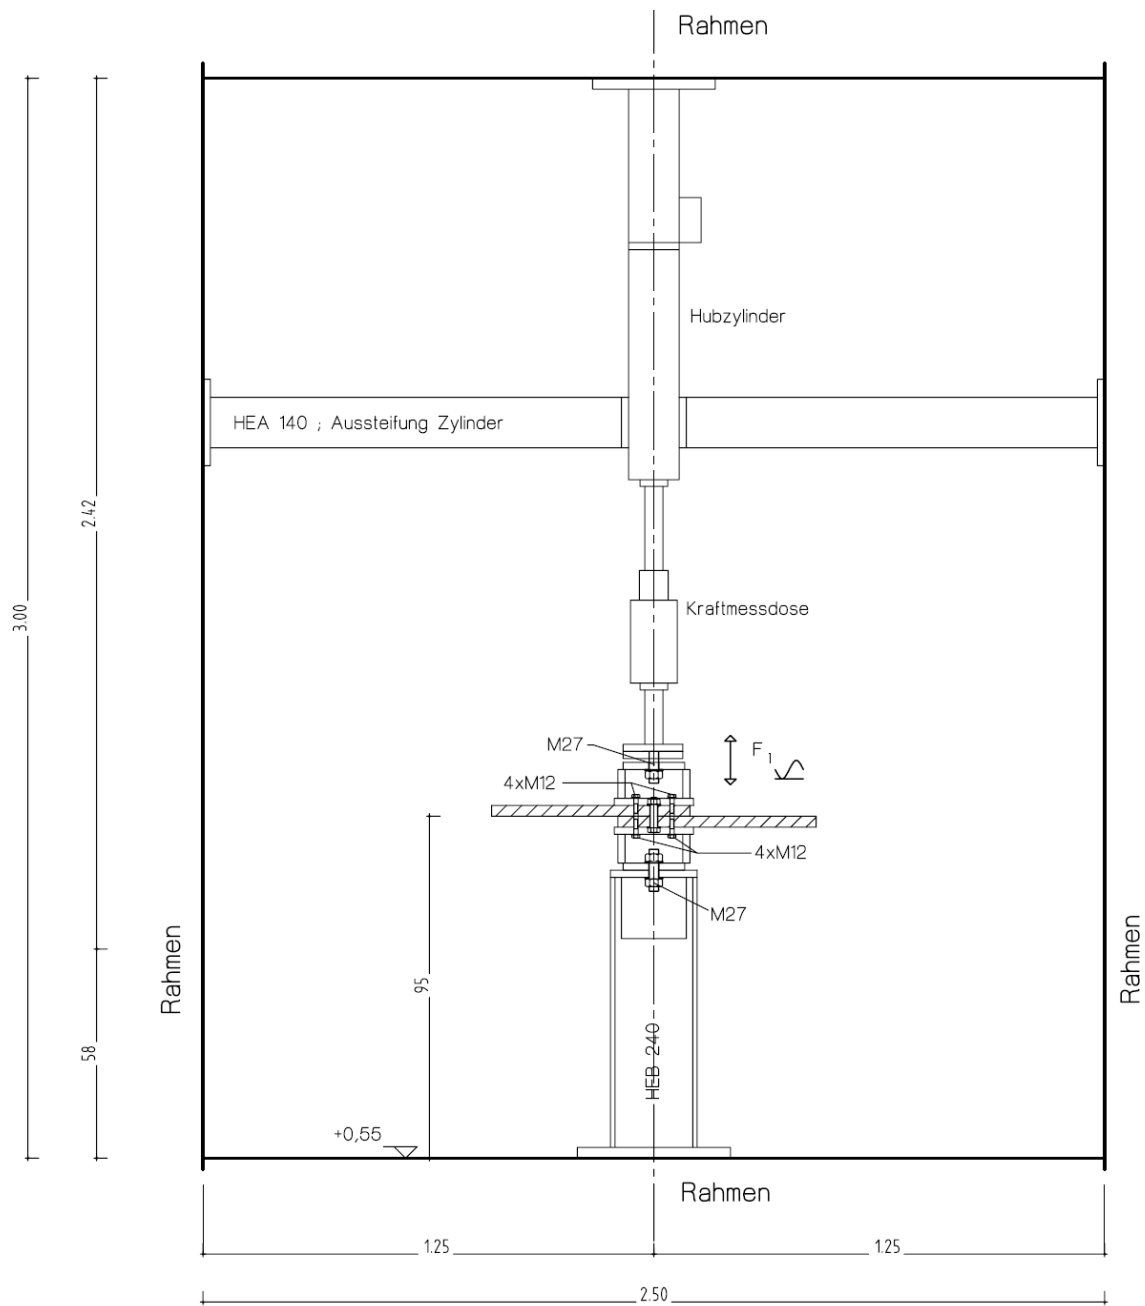 Rahmen
Hubzylinder
HEA 140 ; Aussteifung Zylinder
2.42
3.00
Kraftmessdose
M27
F1
4xM12
4xM12
M27
Rahmen
Rahmen
95
58
HEB 240
+0,55
Rahmen
1.25
1.25
2.50